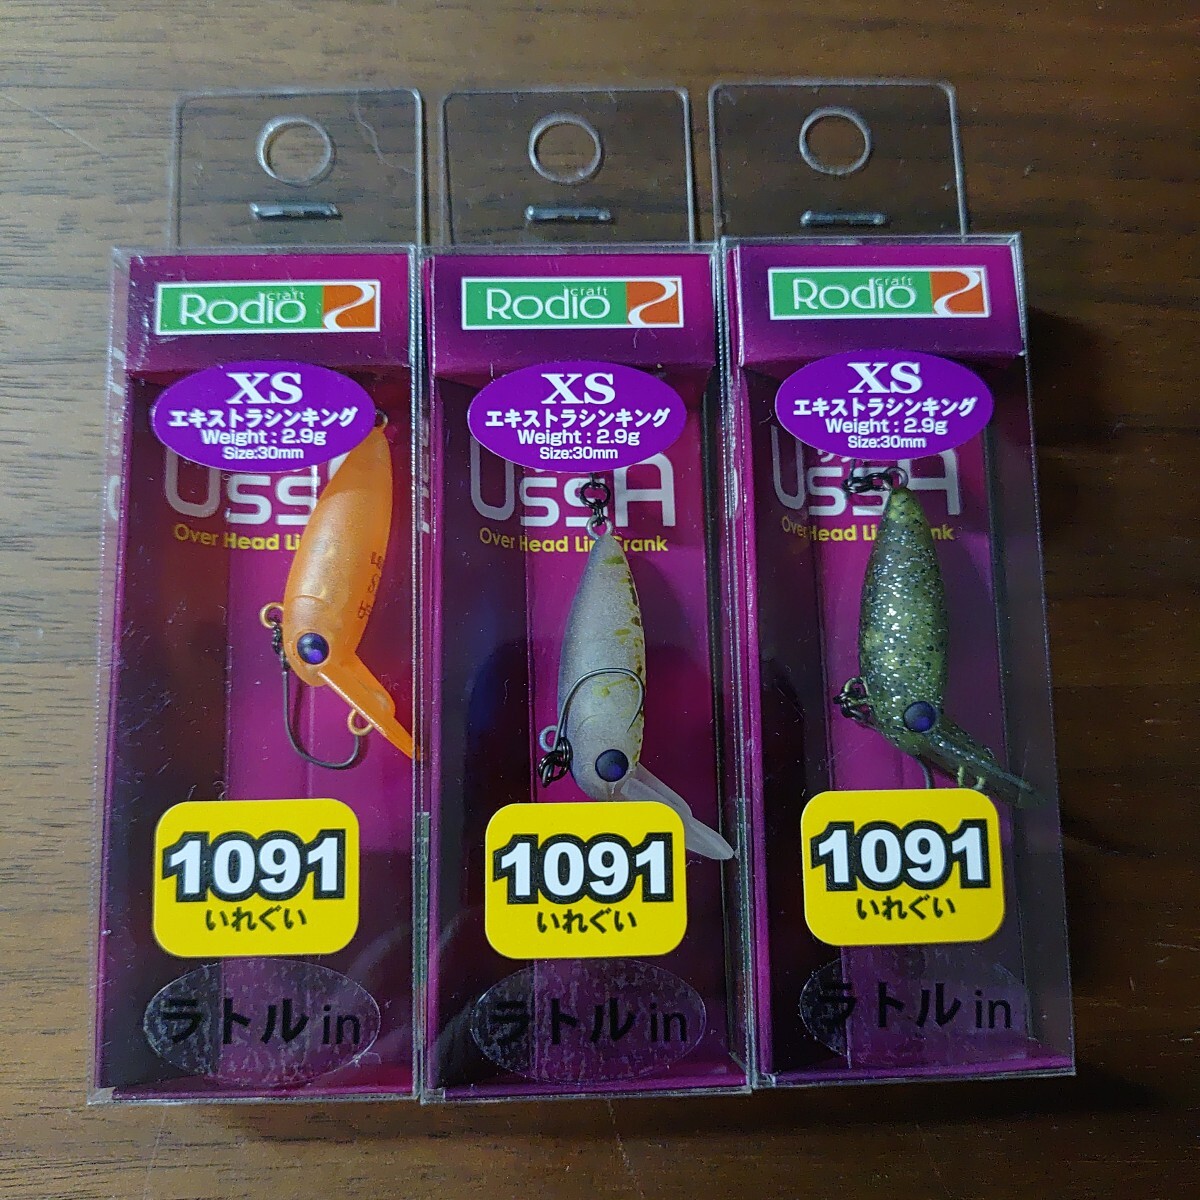 Rodio craft
XS
エキストラシンキング
Weight : 2.9g
Size:30mm
Over Head Li
1091
いれぐい
ラトル in
Rodio craft
XS
エキストラシンキング
Weight : 2.9g
Size:30mm
UssA
Over Head Lip Crank
1091
いれぐい
ラトル in
Rodio craft
XS
エキストラシンキング
Weight : 2.9g
Size:30mm
UssA
Over Head Li
1091
いれぐい
ラトル in